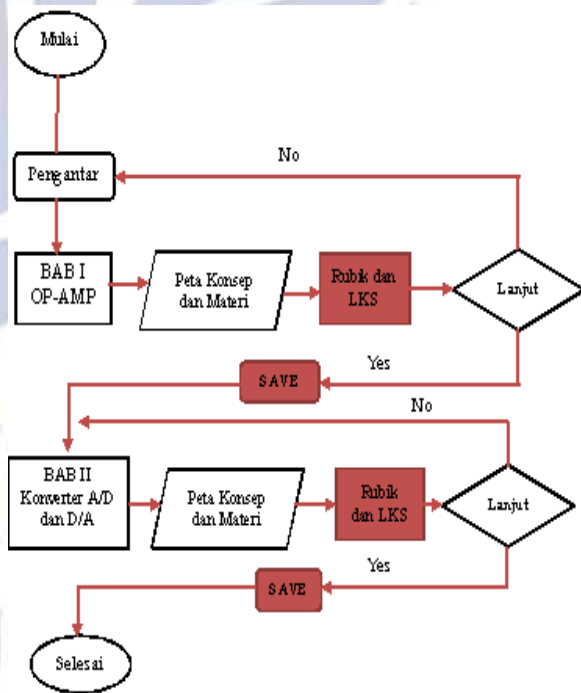 Mulai
No
Pengantar
BAB I
OP-AMP
Peta Konsep
dan Materi
Rubik dan
LKS
Lanjut
Yes
SAVE
No
BAB II
Konverter A/D
dan D/A
Peta Konsep
dan Materi
Rubik
dan LKS
Lanjut
Yes
SAVE
Selesai